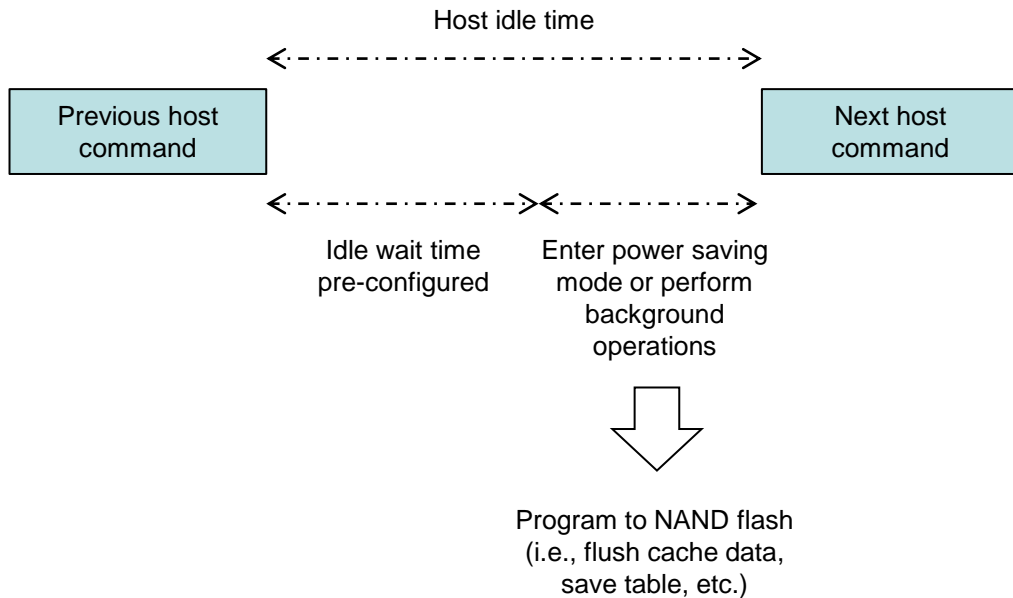 Host idle time
Previous host
command
Next host
command
Idle wait time
pre-configured
Enter power saving
mode or perform
background
operations
Program to NAND flash
(i.e., flush cache data,
save table, etc.)